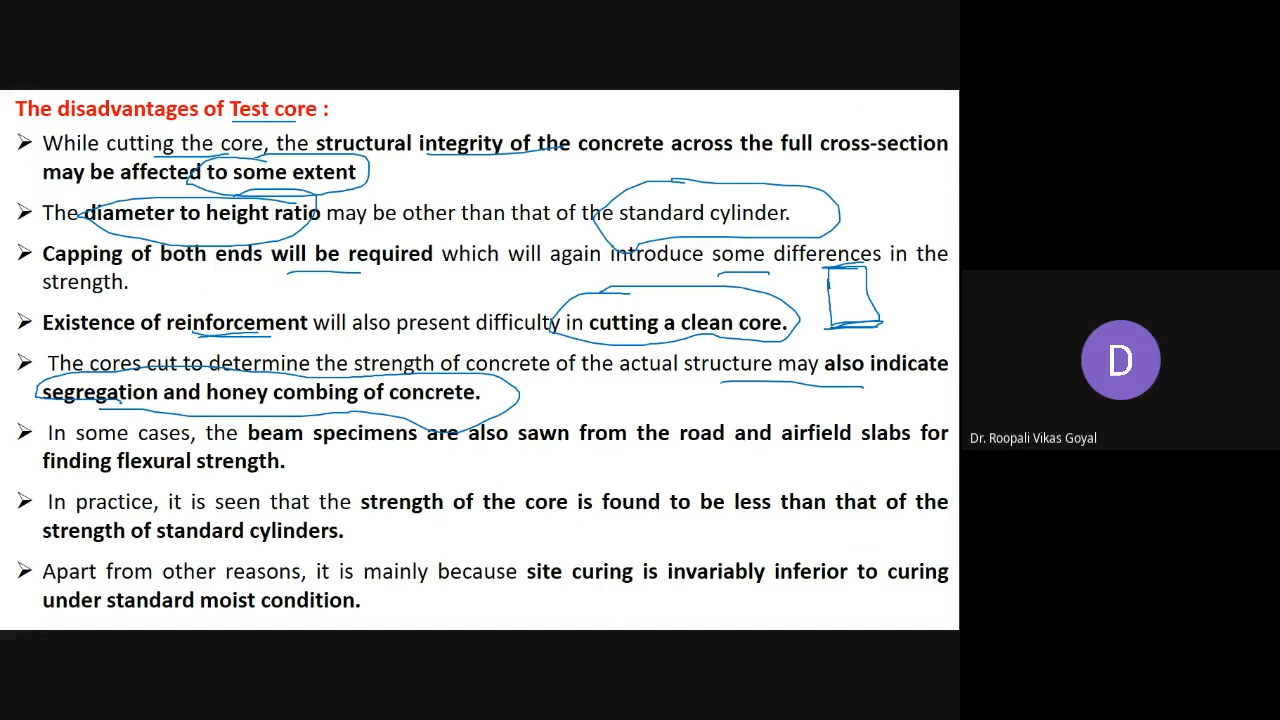 The disadvantages of Test core :
➢ While cutting the core, the structural integrity of the concrete across the full cross-section
may be affected to some extent
➢ The diameter to height ratio may be other than that of the standard cylinder.
➢ Capping of both ends will be required which will again introduce some differences in the
strength.
➢ Existence of reinforcement will also present difficulty in cutting a clean core.
➢ The cores cut to determine the strength of concrete of the actual structure may also indicate
segregation and honey combing of concrete.
➢ In some cases, the beam specimens are also sawn from the road and airfield slabs for
finding flexural strength.
➢ In practice, it is seen that the strength of the core is found to be less than that of the
strength of standard cylinders.
➢ Apart from other reasons, it is mainly because site curing is invariably inferior to curing
under standard moist condition.
D
Dr. Roopali Vikas Goyal